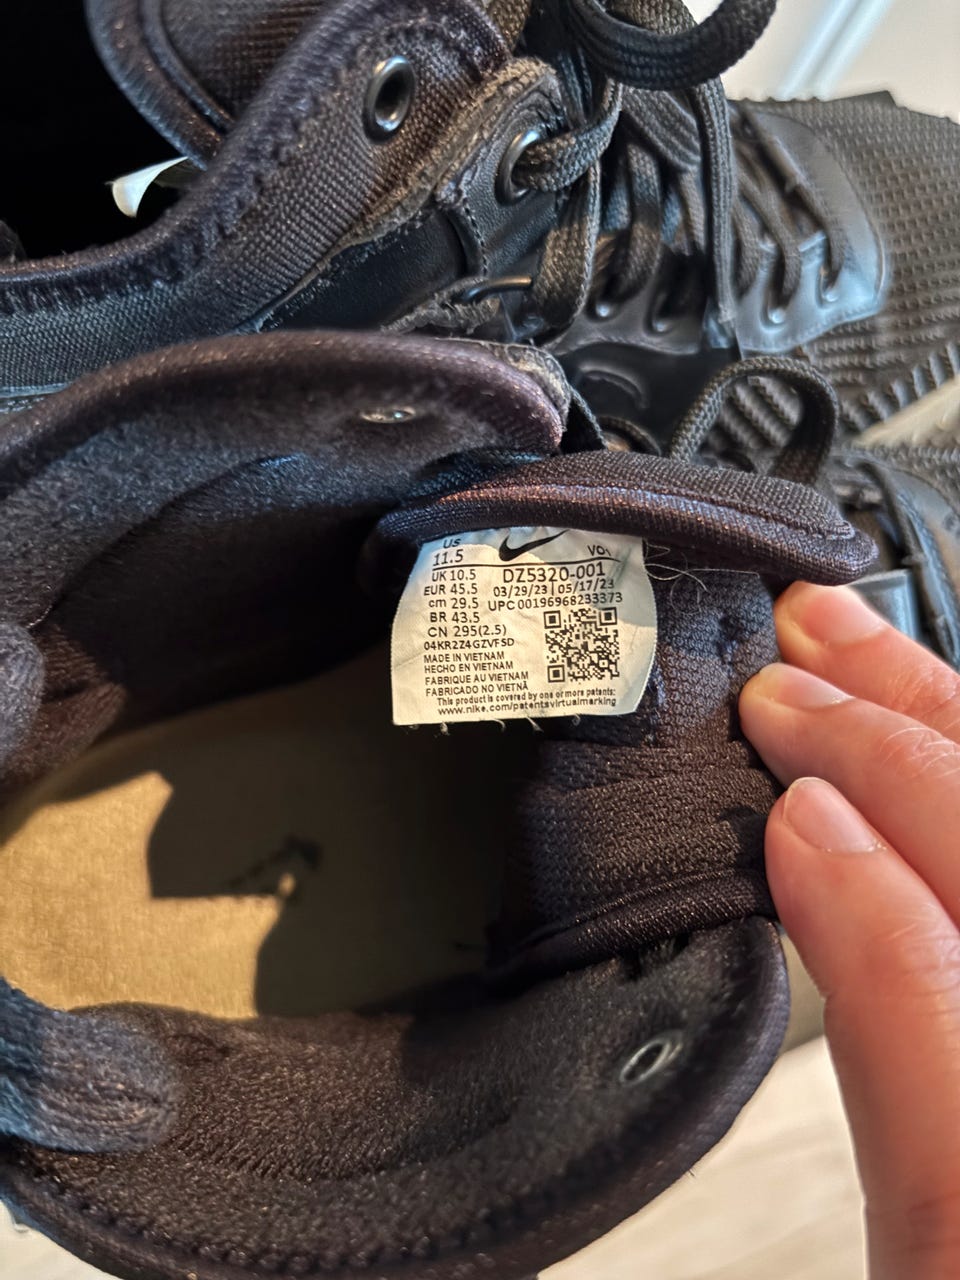 US
11.5 VO1
UK 10.5 DZ5320-001
EUR 45.5 03/29/23 | 05/17/23
cm 29.5 UPC 00196968233373
BR 43.5
CN 295(2.5)
04KR2Z4GZVFSD
MADE IN VIETNAM
HECHO EN VIETNAM
FABRIQUE AU VIETNAM
FABRICADO NO VIETNÃ
This product is covered by one or more patents:
www.nike.com/patentsvirtualmarking